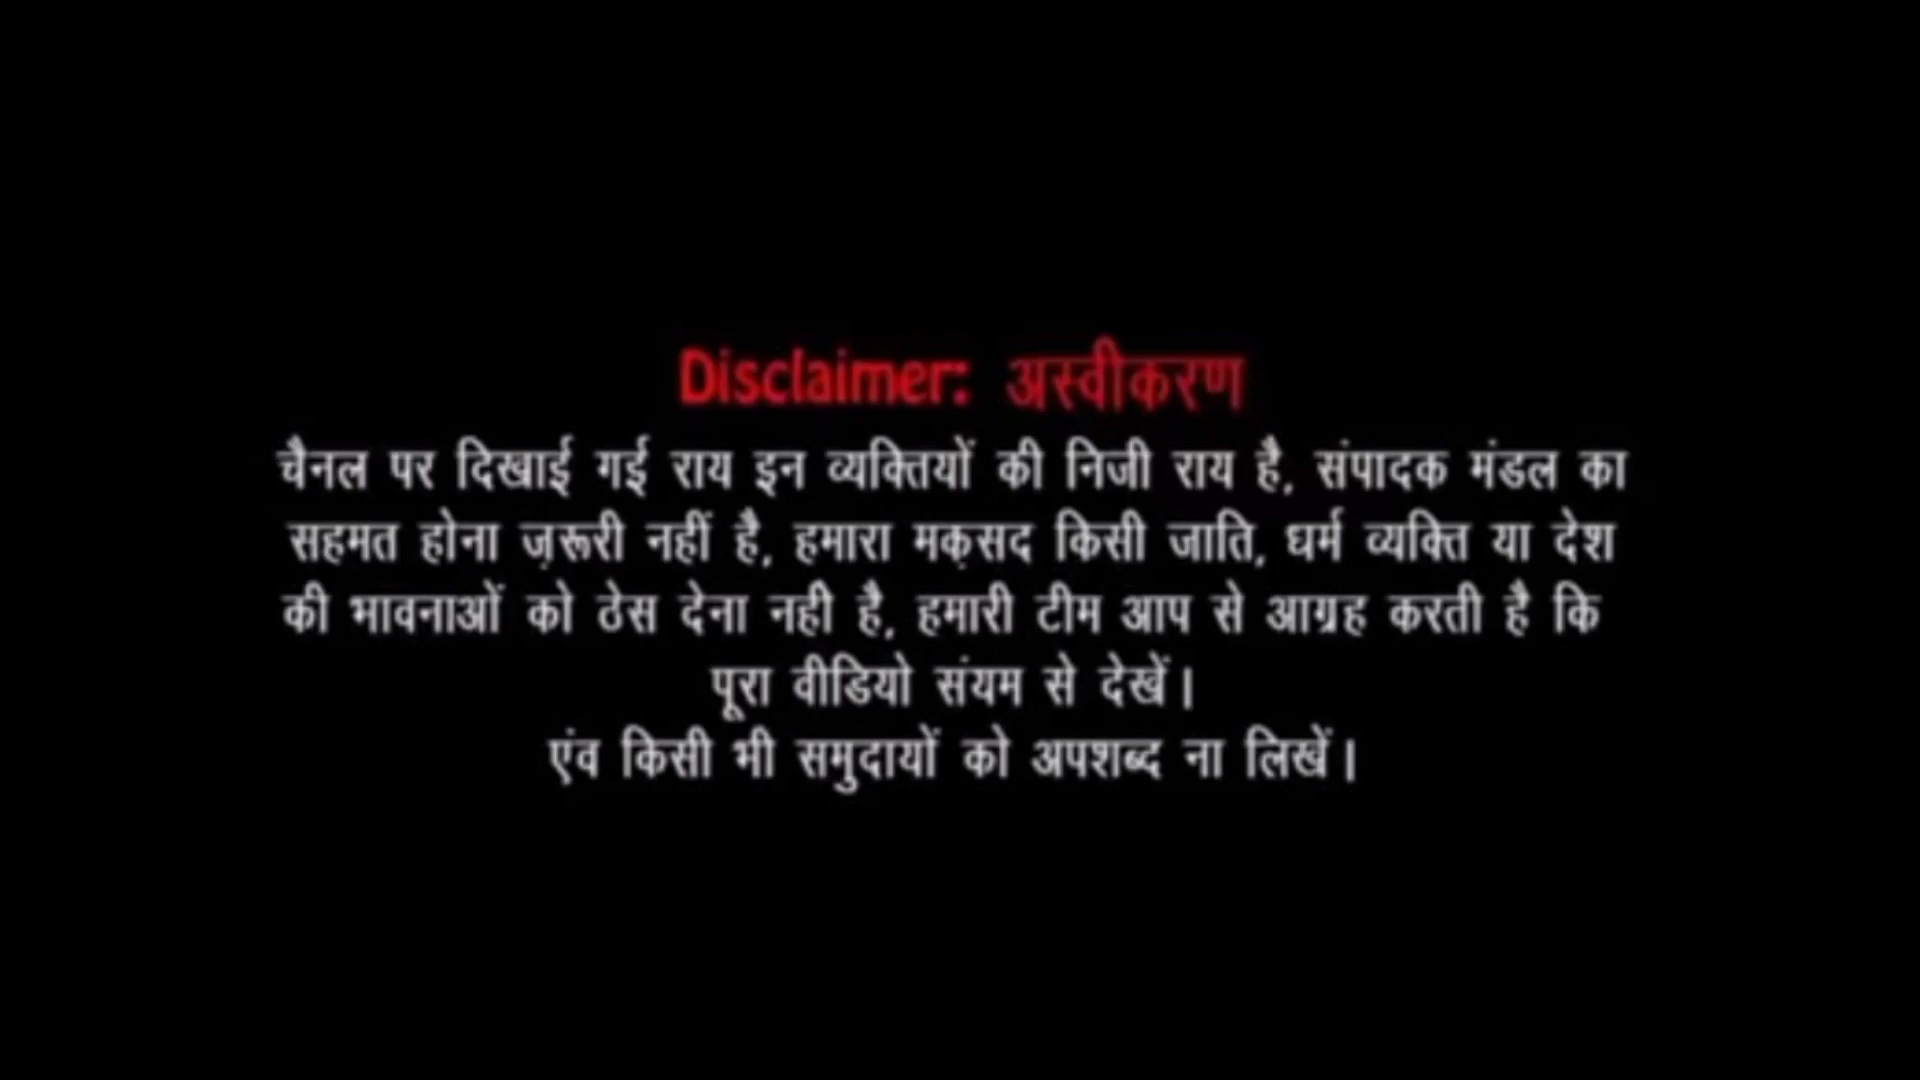 Disclaimer: अस्वीकरण
चैनल पर दिखाई गई राय इन व्यक्तियों की निजी राय है, संपादक मंडल का
सहमत होना ज़रूरी नहीं है, हमारा मक़सद किसी जाति, धर्म व्यक्ति या देश
की भावनाओं को ठेस देना नही है, हमारी टीम आप से आग्रह करती है कि
पूरा वीडियो संयम से देखें।
एंव किसी भी समुदायों को अपशब्द ना लिखें।